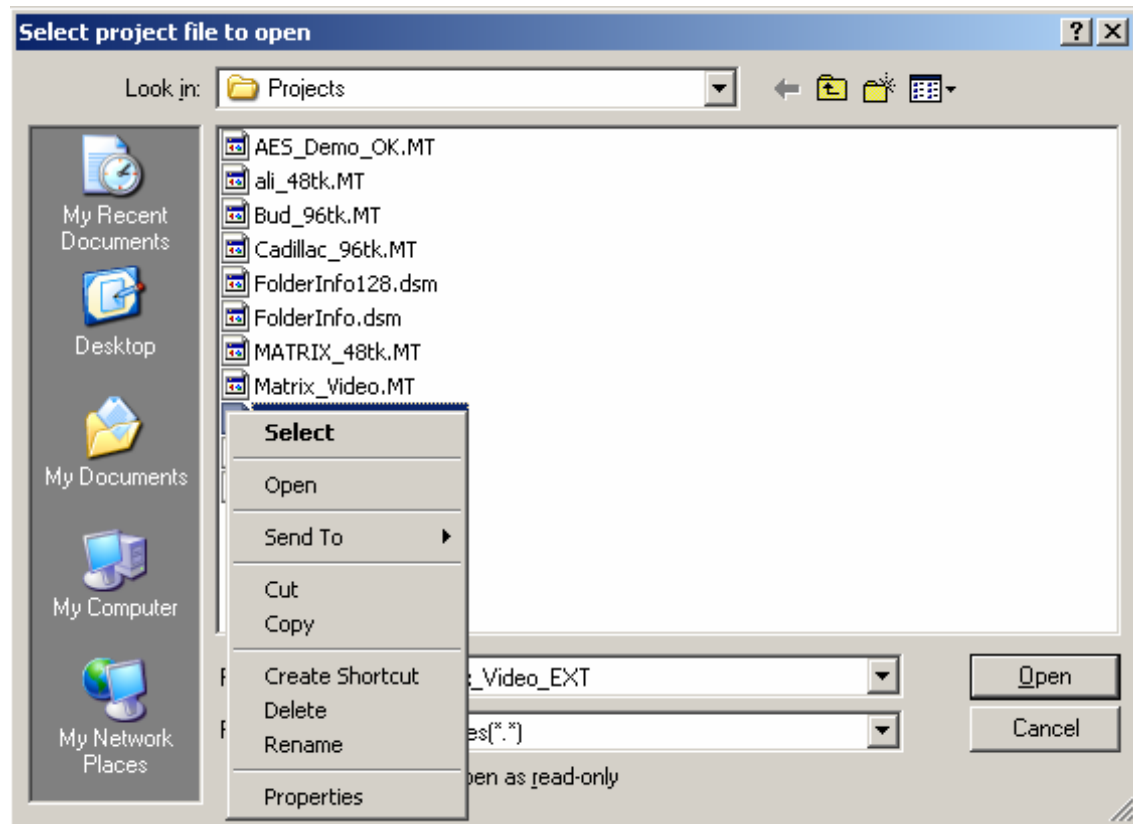 Select project file to open
Look in:
Projects
My Recent
Documents
Desktop
My Documents
My Computer
My Network
Places
AES_Demo_OK.MT
ali_48tk.MT
Bud_96tk.MT
Cadillac_96tk.MT
FolderInfo128.dsm
FolderInfo.dsm
MATRIX_48tk.MT
Matrix_Video.MT
Select
Open
Send To
Cut
Copy
Create Shortcut
Delete
Rename
Properties
_Video_EXT
Open
es(*.*)
Cancel
pen as read-only